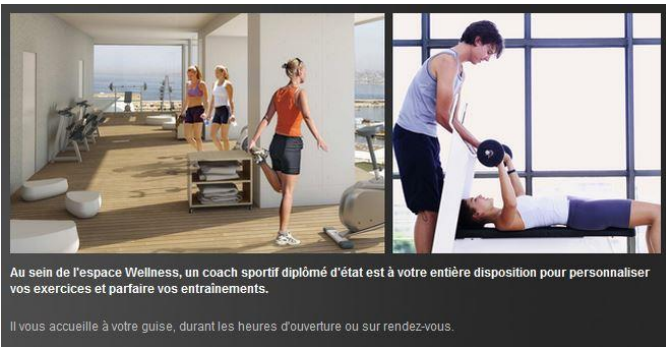 Au sein de l'espace Wellness, un coach sportif diplômé d'état est à votre entière disposition pour personnaliser
vos exercices et parfaire vos entraînements.
Il vous accueille à votre guise, durant les heures d'ouverture ou sur rendez-vous.